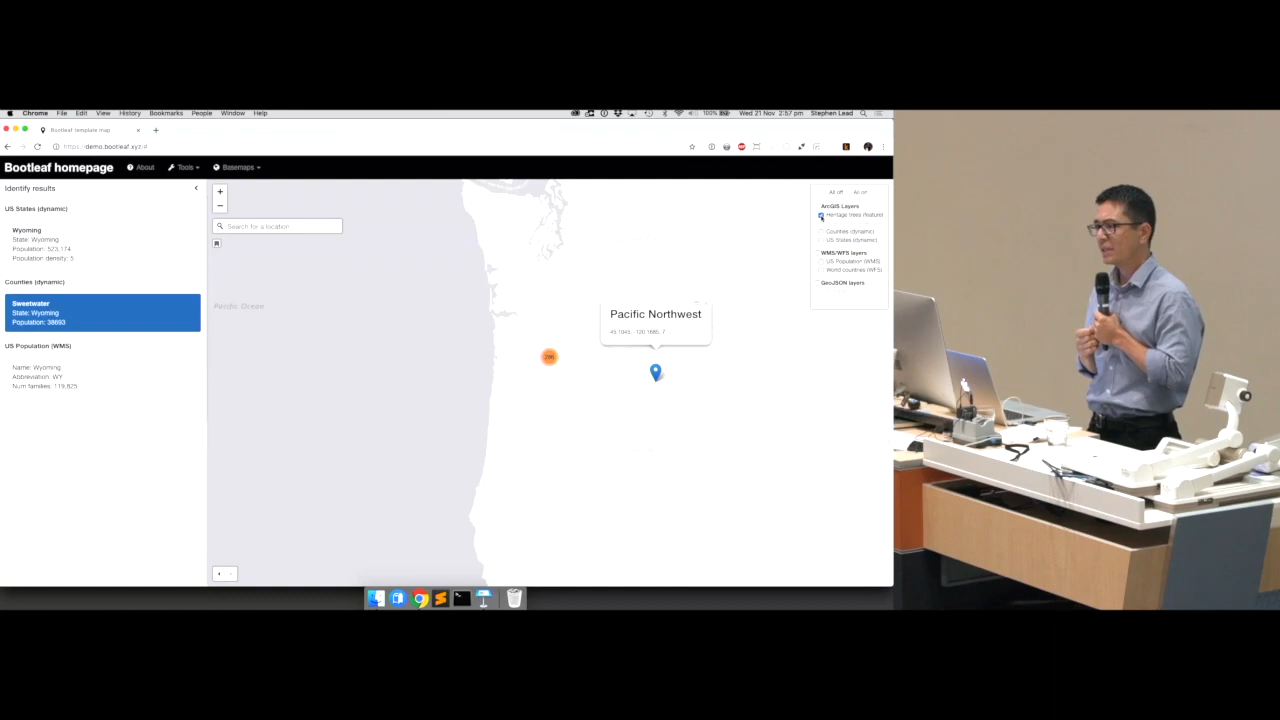 Chrome File Edit View History Bookmarks People Window Help
100% Wed 21 Nov 2:57 pm Stephen Lead
Bootleaf template map
https://demo.bootleaf.xyz/#
Bootleaf homepage About Tools Basemaps
Identify results
US States (dynamic)
Wyoming
State: Wyoming
Population: 523,174
Population density: 5
Counties (dynamic)
Sweetwater
State: Wyoming
Population: 38693
US Population (WMS)
Name: Wyoming
Abbreviation: WY
Num families: 119,825
+
−
Search for a location
Pacific Ocean
Pacific Northwest
All off All on
ArcGIS Layers
Heritage trees (feature)
Counties (dynamic)
US States (dynamic)
WMS/WFS layers
US Population (WMS)
World countries (WFS)
GeoJSON layers